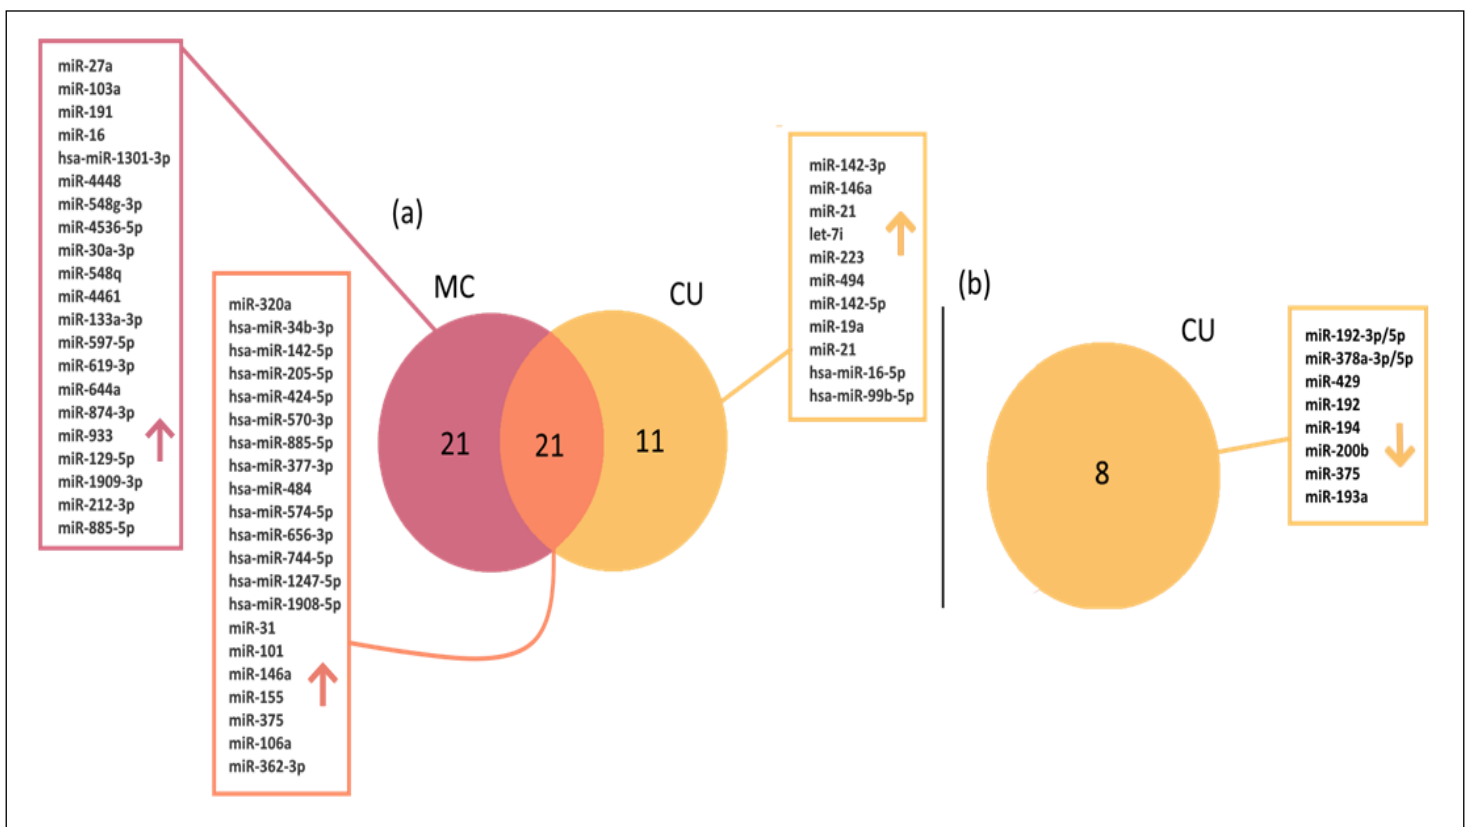 miR-27a
miR-103a
miR-191
miR-16
hsa-miR-1301-3p
miR-4448
miR-548g-3p
miR-4536-5p
miR-30a-3p
miR-548q
miR-4461
miR-133a-3p
miR-597-5p
miR-619-3p
miR-644a
miR-874-3p
miR-933
miR-129-5p
miR-1909-3p
miR-212-3p
miR-885-5p
miR-320a
hsa-miR-34b-3p
hsa-miR-142-5p
hsa-miR-205-5p
hsa-miR-424-5p
hsa-miR-570-3p
hsa-miR-885-5p
hsa-miR-377-3p
hsa-miR-484
hsa-miR-574-5p
hsa-miR-656-3p
hsa-miR-744-5p
hsa-miR-1247-5p
hsa-miR-1908-5p
miR-31
miR-101
miR-146a
miR-155
miR-375
miR-106a
miR-362-3p
(a)
MC
CU
21
21
11
miR-142-3p
miR-146a
miR-21
let-7i
miR-223
miR-494
miR-142-5p
miR-19a
miR-21
hsa-miR-16-5p
hsa-miR-99b-5p
(b)
CU
8
miR-192-3p/5p
miR-378a-3p/5p
miR-429
miR-192
miR-194
miR-200b
miR-375
miR-193a